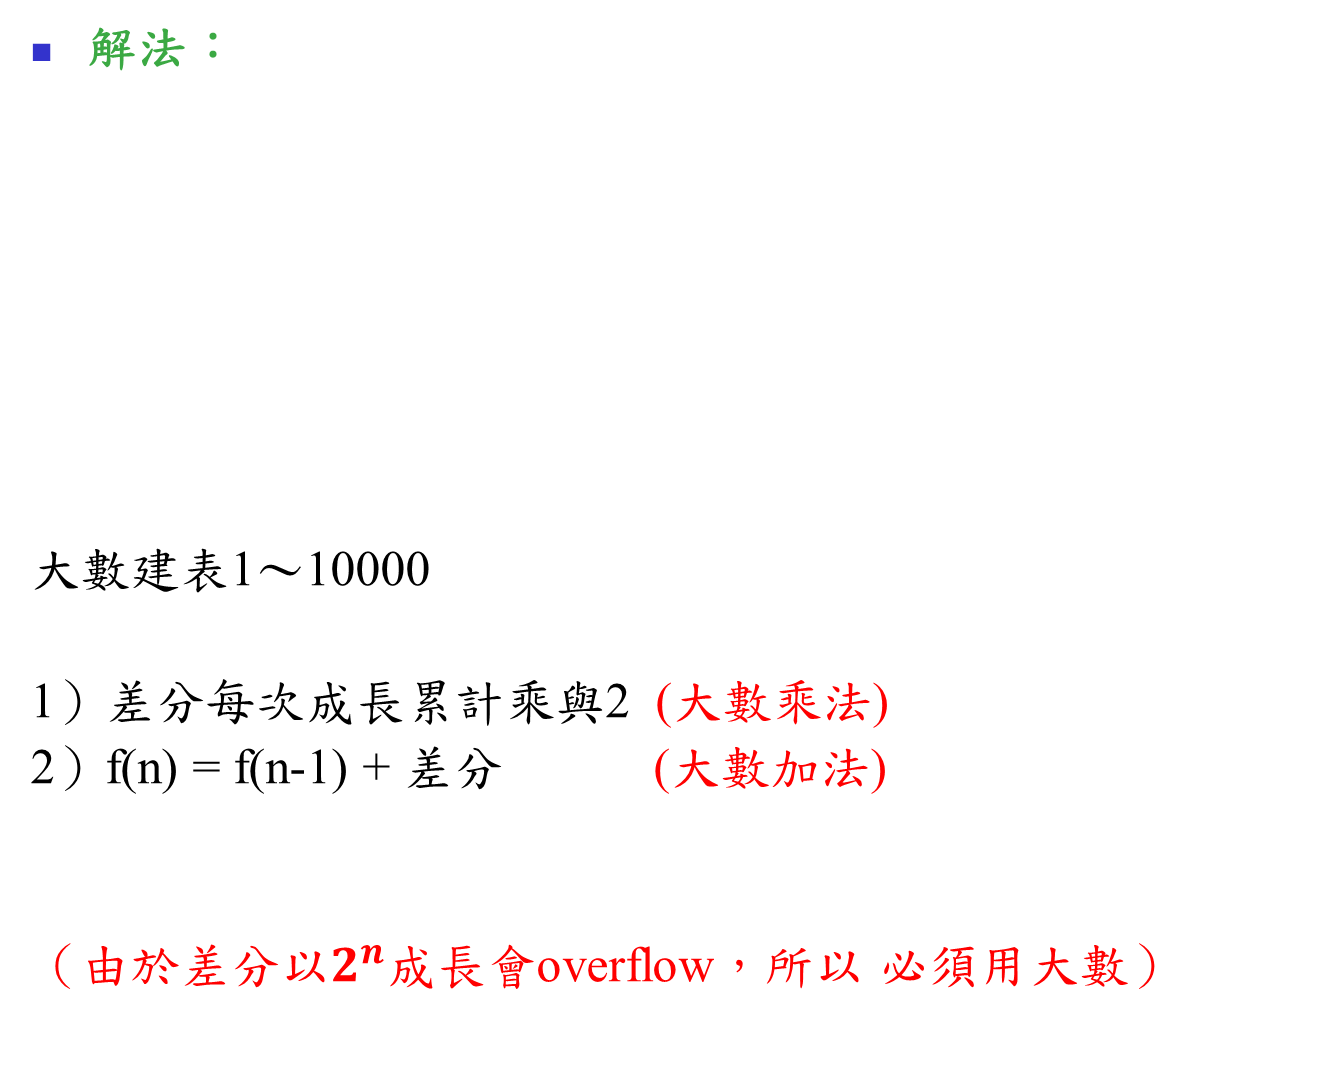 解法：
大數建表1～10000
1）差分每次成長累計乘與2 (大數乘法)
2）f(n) = f(n-1) + 差分 (大數加法)
（由於差分以2ⁿ成長會overflow，所以 必須用大數）